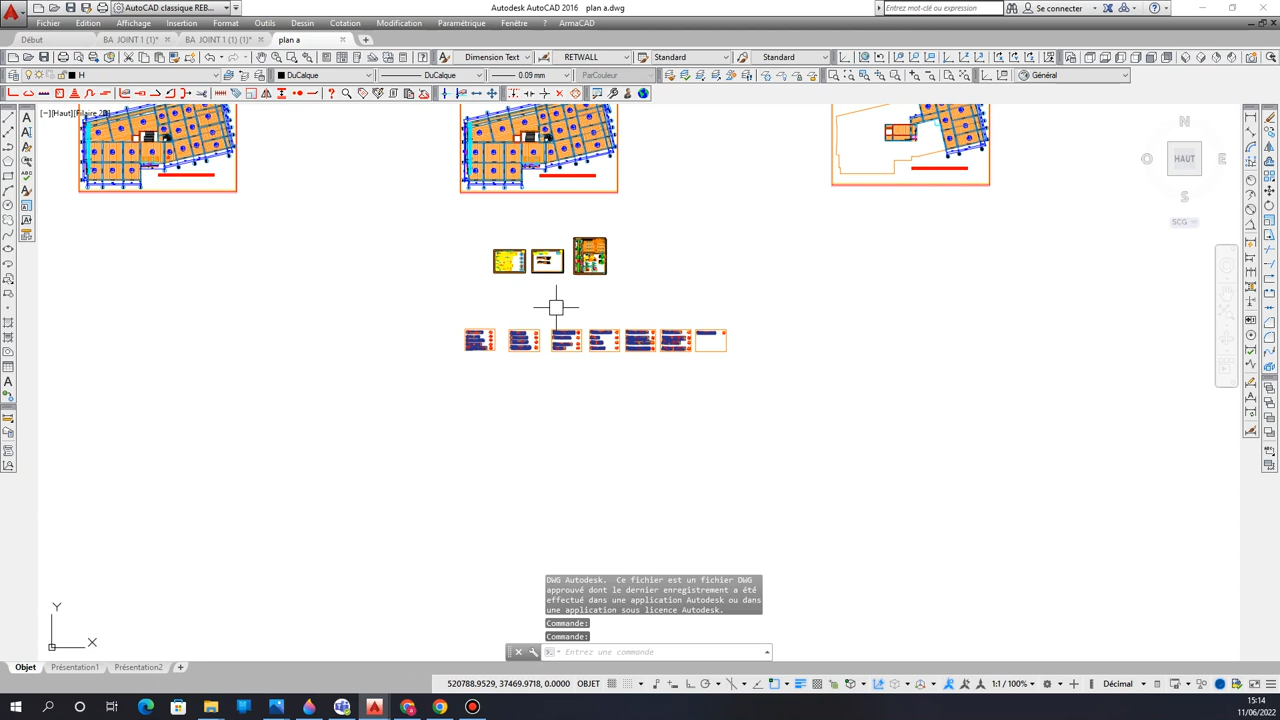 AutoCAD classique REB...
Autodesk AutoCAD 2016 plan a.dwg
Entrez mot-clé ou expression
Se connecter
Fichier Edition Affichage Insertion Format Outils Dessin Cotation Modification Paramétrique Fenêtre ? ArmaCAD
Début BA JOINT 1 (1)* BA JOINT 1 (1) (1)* plan a
Dimension Text RETWALL Standard Standard
H DuCalque DuCalque 0.09 mm ParCouleur Général
[−][Haut][Filaire 2D]
N
O HAUT E
S
SCG
DWG Autodesk. Ce fichier est un fichier DWG
approuvé dont le dernier enregistrement a été
effectué dans une application Autodesk ou dans
une application sous licence Autodesk.
Commande:
Commande:
Y
X
Entrez une commande
Objet Présentation1 Présentation2
520788.9529, 37469.9718, 0.0000 OBJET 1:1 / 100% Décimal
15:14
11/06/2022